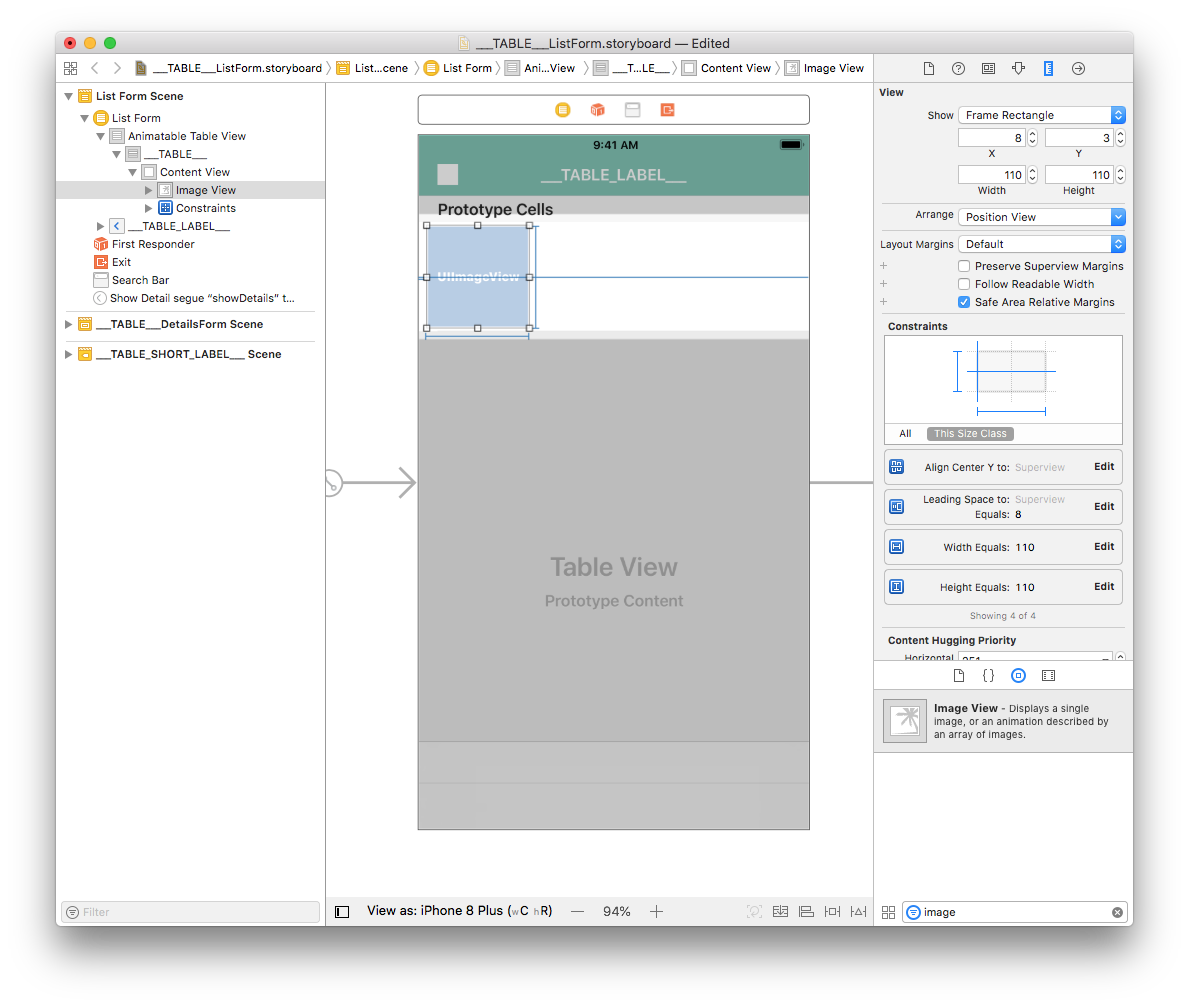 ___TABLE___ListForm.storyboard — Edited
___TABLE___ListForm.storyboard
List...cene
List Form
Ani...View
__T...LE__
Content View
Image View
List Form Scene
List Form
Animatable Table View
___TABLE___
Content View
Image View
Constraints
___TABLE_LABEL___
First Responder
Exit
Search Bar
Show Detail segue “showDetails” t...
___TABLE___DetailsForm Scene
___TABLE_SHORT_LABEL___ Scene
Filter
9:41 AM
___TABLE_LABEL___
Prototype Cells
UIImageView
Table View
Prototype Content
View as: iPhone 8 Plus (wC hR)
94%
View
Show
Frame Rectangle
8
3
X
Y
110
110
Width
Height
Arrange
Position View
Layout Margins
Default
Preserve Superview Margins
Follow Readable Width
Safe Area Relative Margins
Constraints
All
This Size Class
Align Center Y to: Superview
Edit
Leading Space to: Superview
Equals: 8
Edit
Width Equals: 110
Edit
Height Equals: 110
Edit
Showing 4 of 4
Content Hugging Priority
Horizontal
251
Image View - Displays a single
image, or an animation described by
an array of images.
image